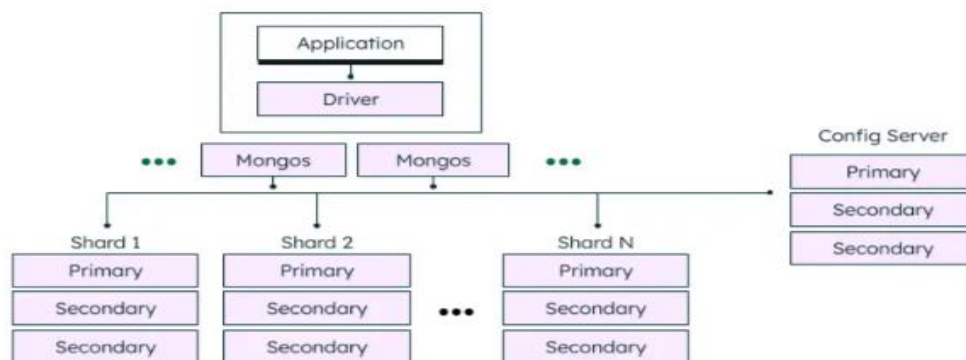 Application
Driver
Mongos
Mongos
Config Server
Primary
Secondary
Secondary
Shard 1
Primary
Secondary
Secondary
Shard 2
Primary
Secondary
Secondary
Shard N
Primary
Secondary
Secondary